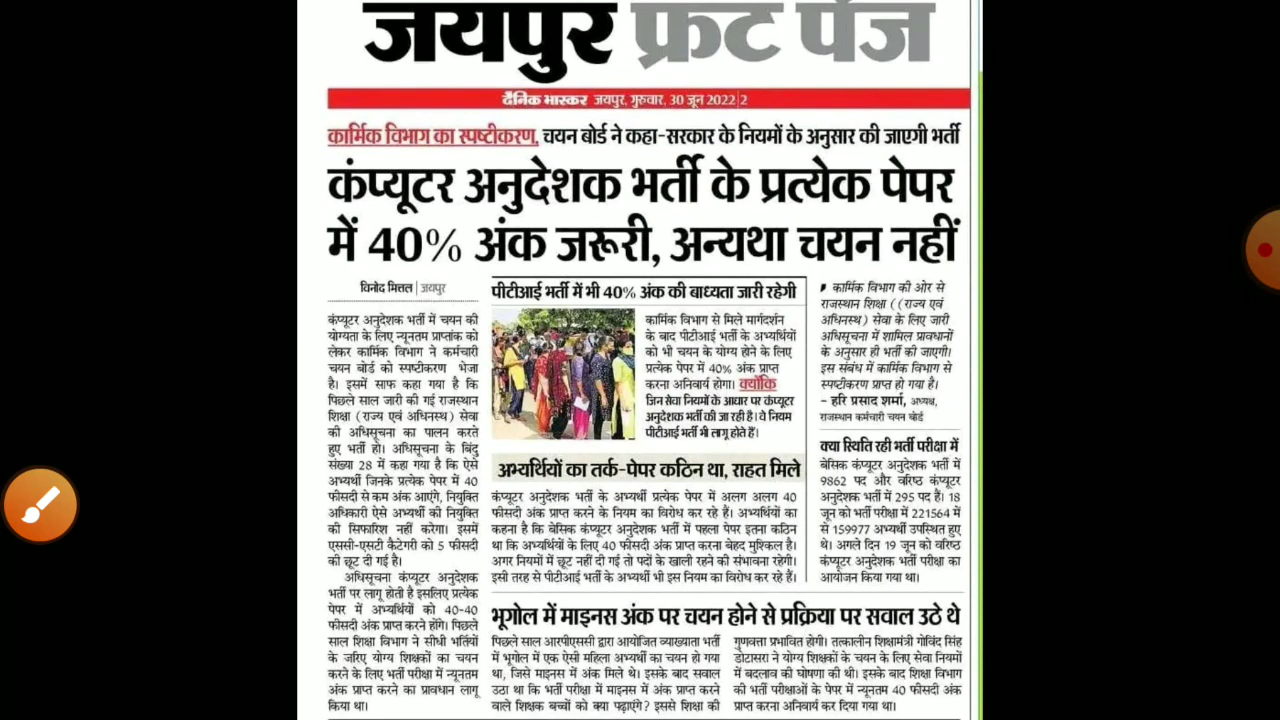 जयपुर फ्रंट पेज
दैनिक भास्कर जयपुर, गुरुवार, 30 जून 2022|2
कार्मिक विभाग का स्पष्टीकरण, चयन बोर्ड ने कहा-सरकार के नियमों के अनुसार की जाएगी भर्ती
कंप्यूटर अनुदेशक भर्ती के प्रत्येक पेपर
में 40% अंक जरूरी, अन्यथा चयन नहीं
विनोद मित्तल | जयपुर
कंप्यूटर अनुदेशक भर्ती में चयन की
योग्यता के लिए न्यूनतम प्राप्तांक को
लेकर कार्मिक विभाग ने कर्मचारी
चयन बोर्ड को स्पष्टीकरण भेजा
है। इसमें साफ कहा गया है कि
पिछले साल जारी की गई राजस्थान
शिक्षा (राज्य एवं अधिनस्थ) सेवा
की अधिसूचना का पालन करते
हुए भर्ती हो। अधिसूचना के बिंदु
संख्या 28 में कहा गया है कि ऐसे
अभ्यर्थी जिनके प्रत्येक पेपर में 40
फीसदी से कम अंक आएंगे, नियुक्ति
अधिकारी ऐसे अभ्यर्थी की नियुक्ति
की सिफारिश नहीं करेगा। इसमें
एससी-एसटी कैटेगरी को 5 फीसदी
की छूट दी गई है।
अधिसूचना कंप्यूटर अनुदेशक
भर्ती पर लागू होती है इसलिए प्रत्येक
पेपर में अभ्यर्थियों को 40-40
फीसदी अंक प्राप्त करने होंगे। पिछले
साल शिक्षा विभाग ने सीधी भर्तियों
के जरिए योग्य शिक्षकों का चयन
करने के लिए भर्ती परीक्षा में न्यूनतम
अंक प्राप्त करने का प्रावधान लागू
किया था।
पीटीआई भर्ती में भी 40% अंक की बाध्यता जारी रहेगी
कार्मिक विभाग से मिले मार्गदर्शन
के बाद पीटीआई भर्ती के अभ्यर्थियों
को भी चयन के योग्य होने के लिए
प्रत्येक पेपर में 40% अंक प्राप्त
करना अनिवार्य होगा। क्योंकि
जिन सेवा नियमों के आधार पर कंप्यूटर
अनुदेशक भर्ती की जा रही है। वे नियम
पीटीआई भर्ती भी लागू होते हैं।
अभ्यर्थियों का तर्क-पेपर कठिन था, राहत मिले
कंप्यूटर अनुदेशक भर्ती के अभ्यर्थी प्रत्येक पेपर में अलग अलग 40
फीसदी अंक प्राप्त करने के नियम का विरोध कर रहे हैं। अभ्यर्थियों का
कहना है कि बेसिक कंप्यूटर अनुदेशक भर्ती में पहला पेपर इतना कठिन
था कि अभ्यर्थियों के लिए 40 फीसदी अंक प्राप्त करना बेहद मुश्किल है।
अगर नियमों में छूट नहीं दी गई तो पदों के खाली रहने की संभावना रहेगी।
इसी तरह से पीटीआई भर्ती के अभ्यर्थी भी इस नियम का विरोध कर रहे हैं।
कार्मिक विभाग की ओर से
राजस्थान शिक्षा ((राज्य एवं
अधिनस्थ) सेवा के लिए जारी
अधिसूचना में शामिल प्रावधानों
के अनुसार ही भर्ती की जाएगी।
इस संबंध में कार्मिक विभाग से
स्पष्टीकरण प्राप्त हो गया है।
- हरि प्रसाद शर्मा, अध्यक्ष,
राजस्थान कर्मचारी चयन बोर्ड
क्या स्थिति रही भर्ती परीक्षा में
बेसिक कंप्यूटर अनुदेशक भर्ती में
9862 पद और वरिष्ठ कंप्यूटर
अनुदेशक भर्ती में 295 पद हैं। 18
जून को भर्ती परीक्षा में 221564 में
से 159977 अभ्यर्थी उपस्थित हुए
थे। अगले दिन 19 जून को वरिष्ठ
कंप्यूटर अनुदेशक भर्ती परीक्षा का
आयोजन किया गया था।
भूगोल में माइनस अंक पर चयन होने से प्रक्रिया पर सवाल उठे थे
पिछले साल आरपीएससी द्वारा आयोजित व्याख्याता भर्ती
में भूगोल में एक ऐसी महिला अभ्यर्थी का चयन हो गया
था, जिसे माइनस में अंक मिले थे। इसके बाद सवाल
उठा था कि भर्ती परीक्षा में माइनस में अंक प्राप्त करने
वाले शिक्षक बच्चों को क्या पढ़ाएंगे? इससे शिक्षा की
गुणवत्ता प्रभावित होगी। तत्कालीन शिक्षामंत्री गोविंद सिंह
डोटासरा ने योग्य शिक्षकों के चयन के लिए सेवा नियमों
में बदलाव की घोषणा की थी। इसके बाद शिक्षा विभाग
की भर्ती परीक्षाओं के पेपर में न्यूनतम 40 फीसदी अंक
प्राप्त करना अनिवार्य कर दिया गया था।